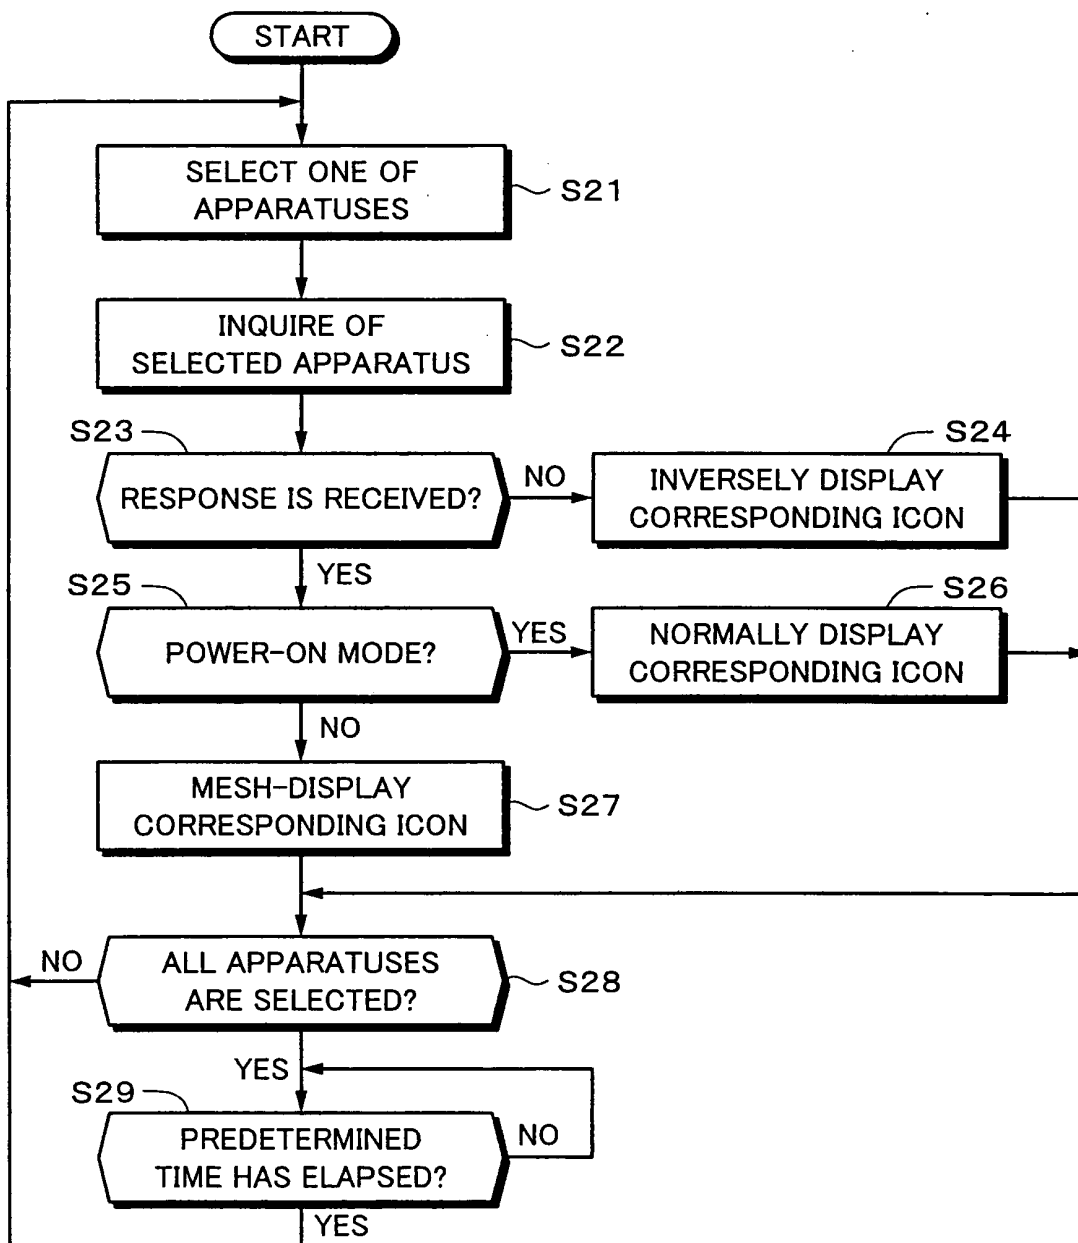 START
SELECT ONE OF
APPARATUSES
S21
INQUIRE OF
SELECTED APPARATUS
S22
S23
RESPONSE IS RECEIVED?
NO
S24
INVERSELY DISPLAY
CORRESPONDING ICON
YES
S25
POWER-ON MODE?
YES
S26
NORMALLY DISPLAY
CORRESPONDING ICON
NO
MESH-DISPLAY
CORRESPONDING ICON
S27
NO
ALL APPARATUSES
ARE SELECTED?
S28
YES
S29
PREDETERMINED
TIME HAS ELAPSED?
NO
YES